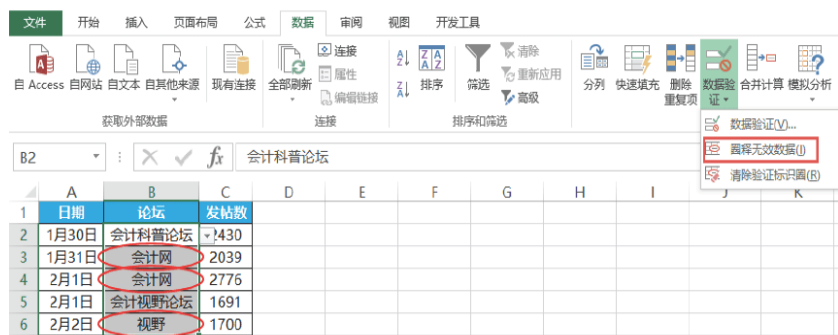 文件 开始 插入 页面布局 公式 数据 审阅 视图 开发工具
自 Access 自网站 自文本 自其他来源 现有连接 全部刷新 连接 属性 编辑链接 排序 筛选 清除 重新应用 高级 分列 快速填充 删除重复项 数据验证 合并计算 模拟分析
获取外部数据 连接 排序和筛选
数据验证(V)...
圈释无效数据(I)
清除验证标识圈(R)
B2 fx 会计科普论坛
A B C D E F G H I J K
1 日期 论坛 发帖数
2 1月30日 会计科普论坛 2430
3 1月31日 会计网 2039
4 2月1日 会计网 2776
5 2月1日 会计视野论坛 1691
6 2月2日 视野 1700